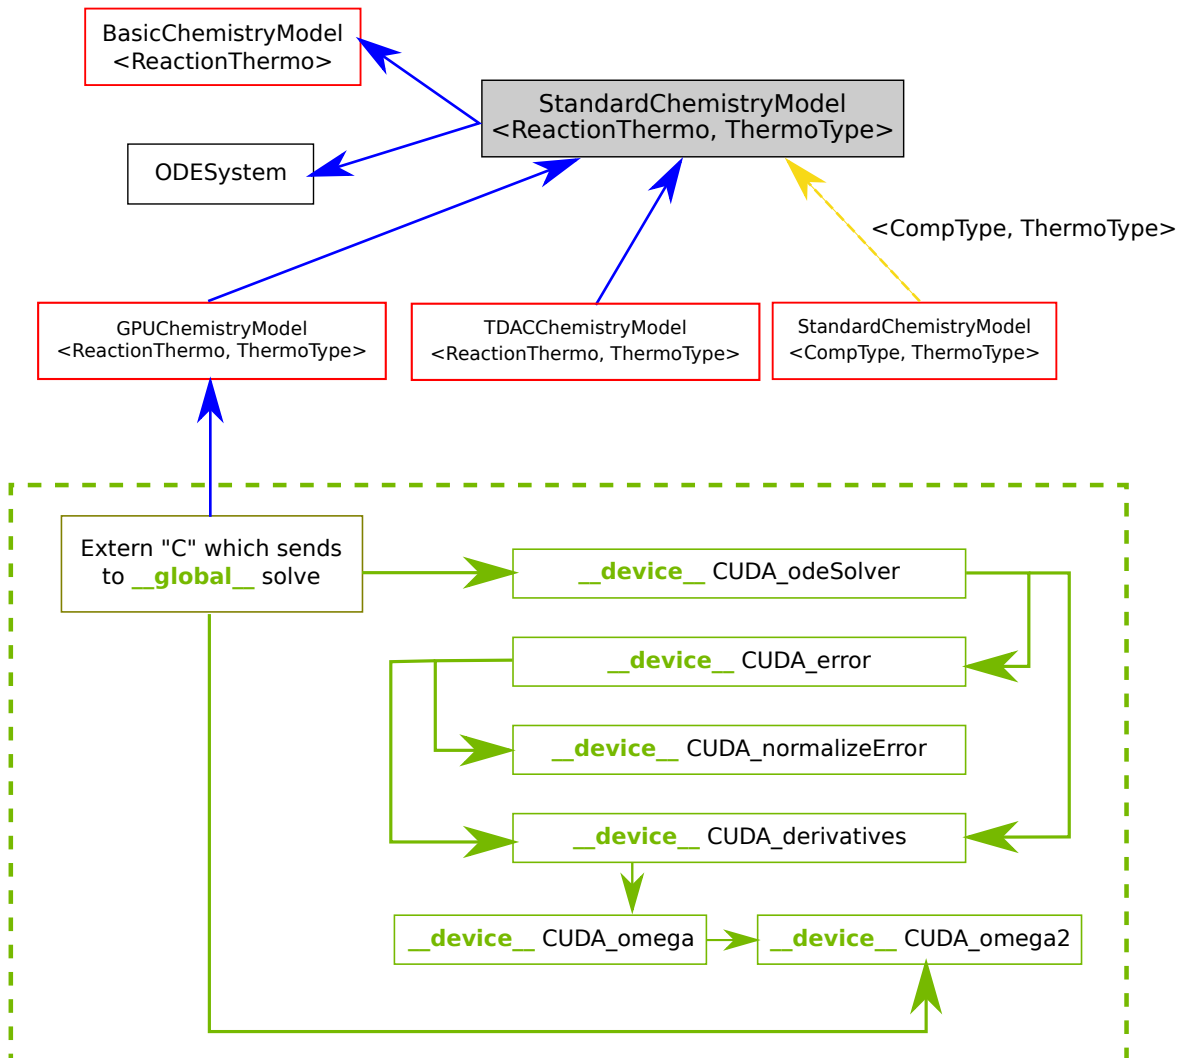 BasicChemistryModel
<ReactionThermo>
StandardChemistryModel
<ReactionThermo, ThermoType>
ODESystem
<CompType, ThermoType>
GPUChemistryModel
<ReactionThermo, ThermoType>
TDACChemistryModel
<ReactionThermo, ThermoType>
StandardChemistryModel
<CompType, ThermoType>
Extern "C" which sends
to __global__ solve
__device__ CUDA_odeSolver
__device__ CUDA_error
__device__ CUDA_normalizeError
__device__ CUDA_derivatives
__device__ CUDA_omega
__device__ CUDA_omega2